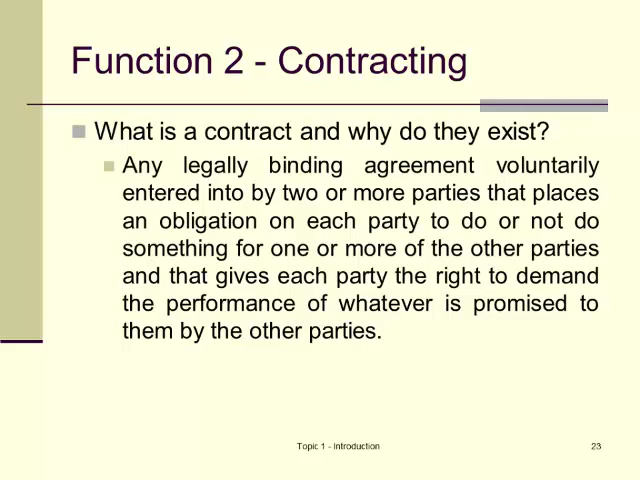 Function 2 - Contracting
What is a contract and why do they exist?
Any legally binding agreement voluntarily
entered into by two or more parties that places
an obligation on each party to do or not do
something for one or more of the other parties
and that gives each party the right to demand
the performance of whatever is promised to
them by the other parties.
Topic 1 - Introduction
23